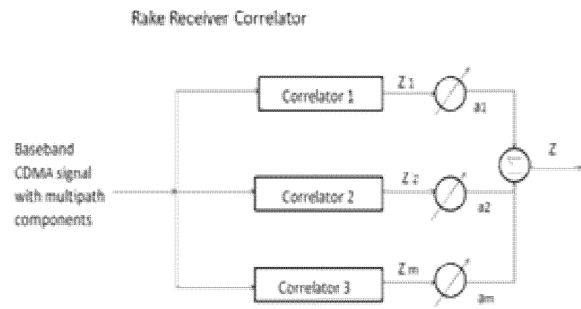 Rake Receiver Correlator
Correlator 1
Z 1
a1
Baseband
CDMA signal
with multipath
components
Correlator 2
Z 2
a2
Z
Correlator 3
Z m
am